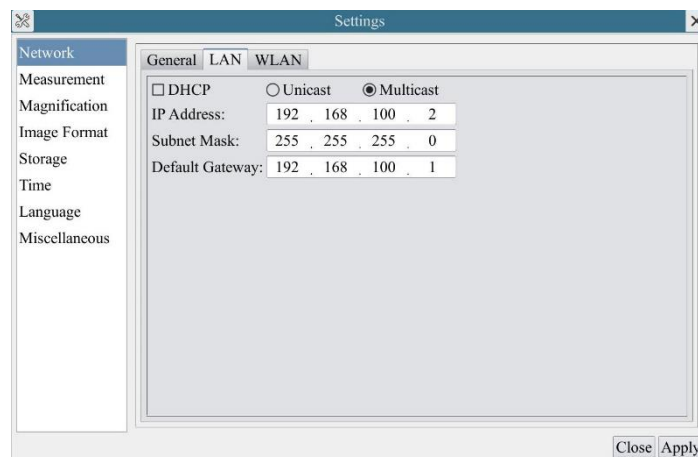 Settings
Network
Measurement
Magnification
Image Format
Storage
Time
Language
Miscellaneous
General LAN WLAN
DHCP Unicast Multicast
IP Address: 192 . 168 . 100 . 2
Subnet Mask: 255 . 255 . 255 . 0
Default Gateway: 192 . 168 . 100 . 1
Close Apply